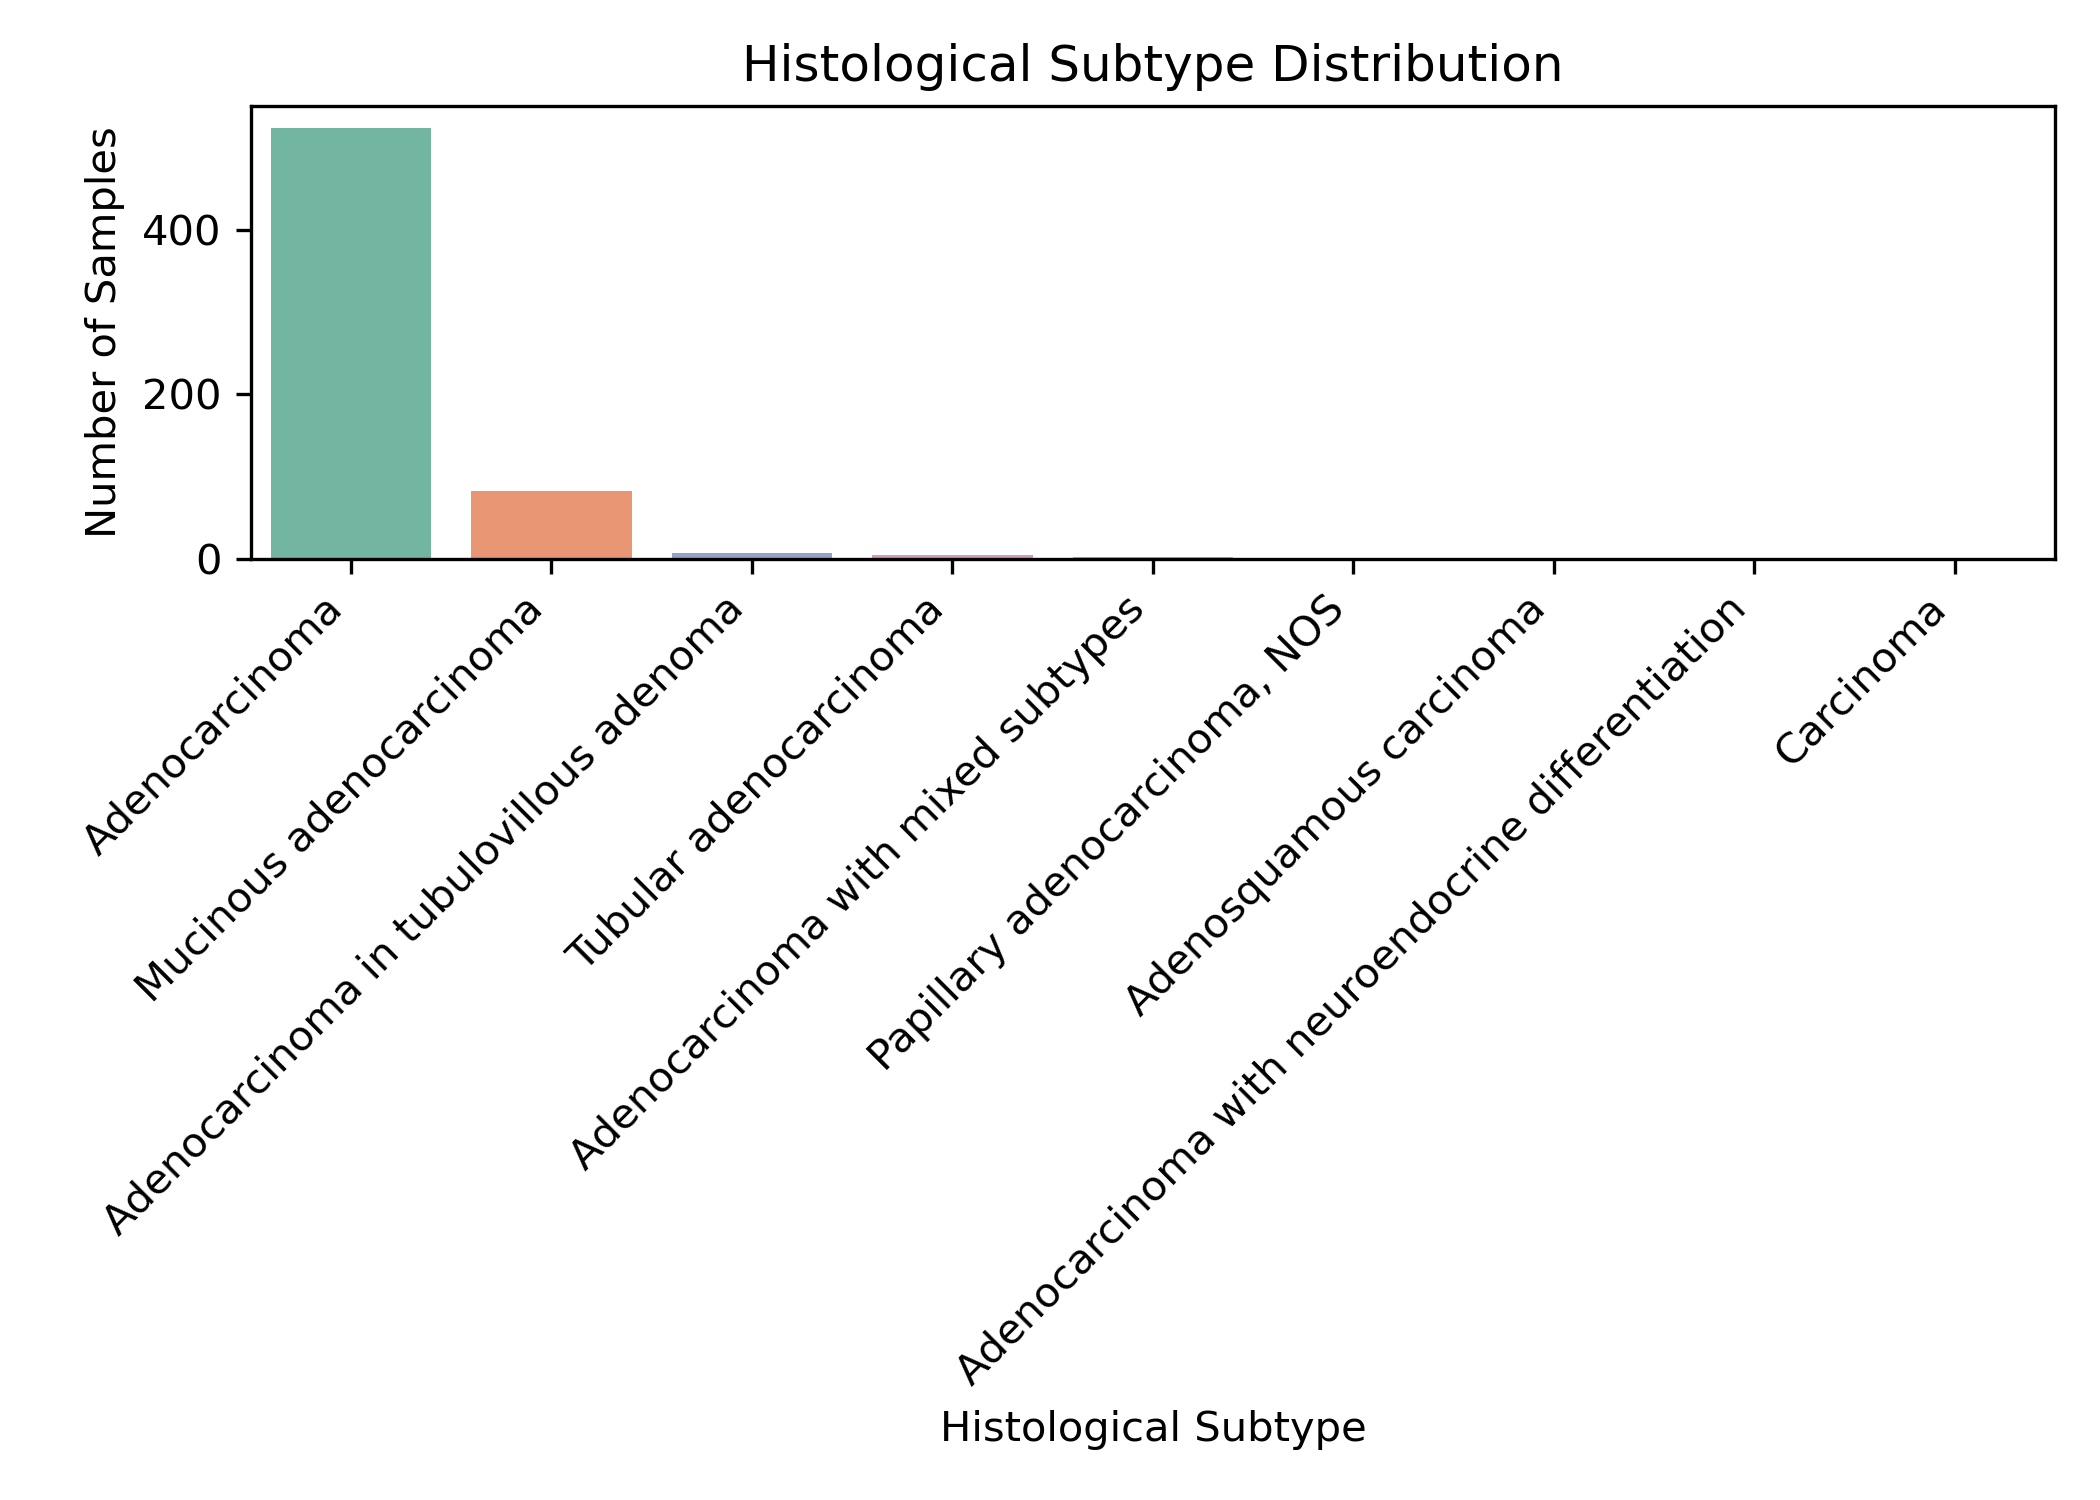 Histological Subtype Distribution
Number of Samples
400
200
0
Adenocarcinoma
Mucinous adenocarcinoma
Adenocarcinoma in tubulovillous adenoma
Tubular adenocarcinoma
Adenocarcinoma with mixed subtypes
Papillary adenocarcinoma, NOS
Adenosquamous carcinoma
Adenocarcinoma with neuroendocrine differentiation
Carcinoma
Histological Subtype